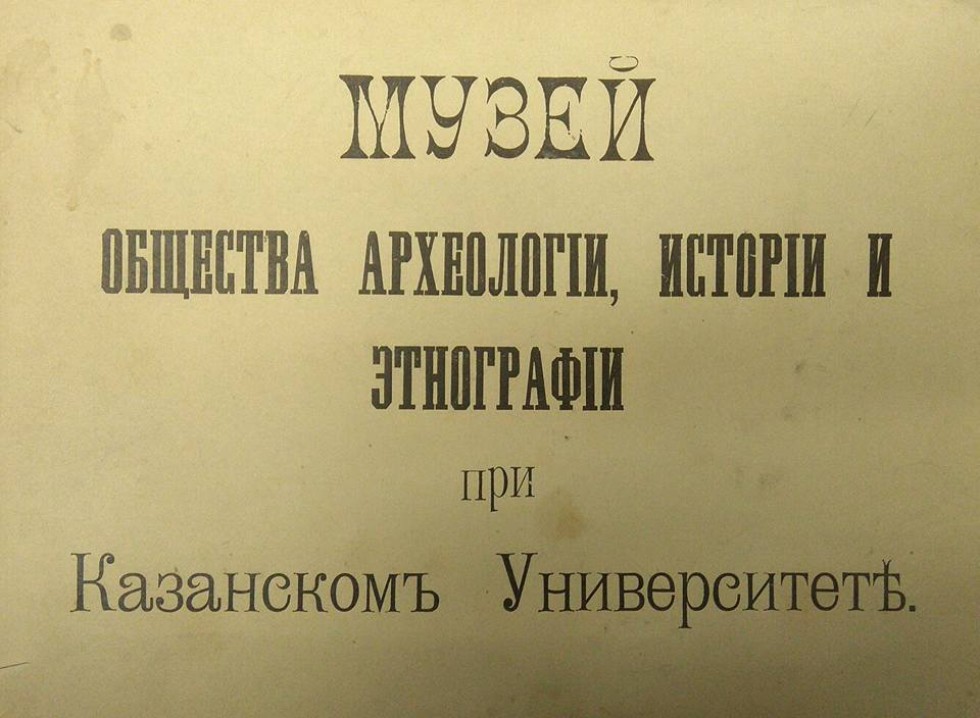 МУЗЕЙ
ОБЩЕСТВА АРХЕОЛОГІИ, ИСТОРІИ И
ЭТНОГРАФІИ
при
Казанскомъ Университетѣ.